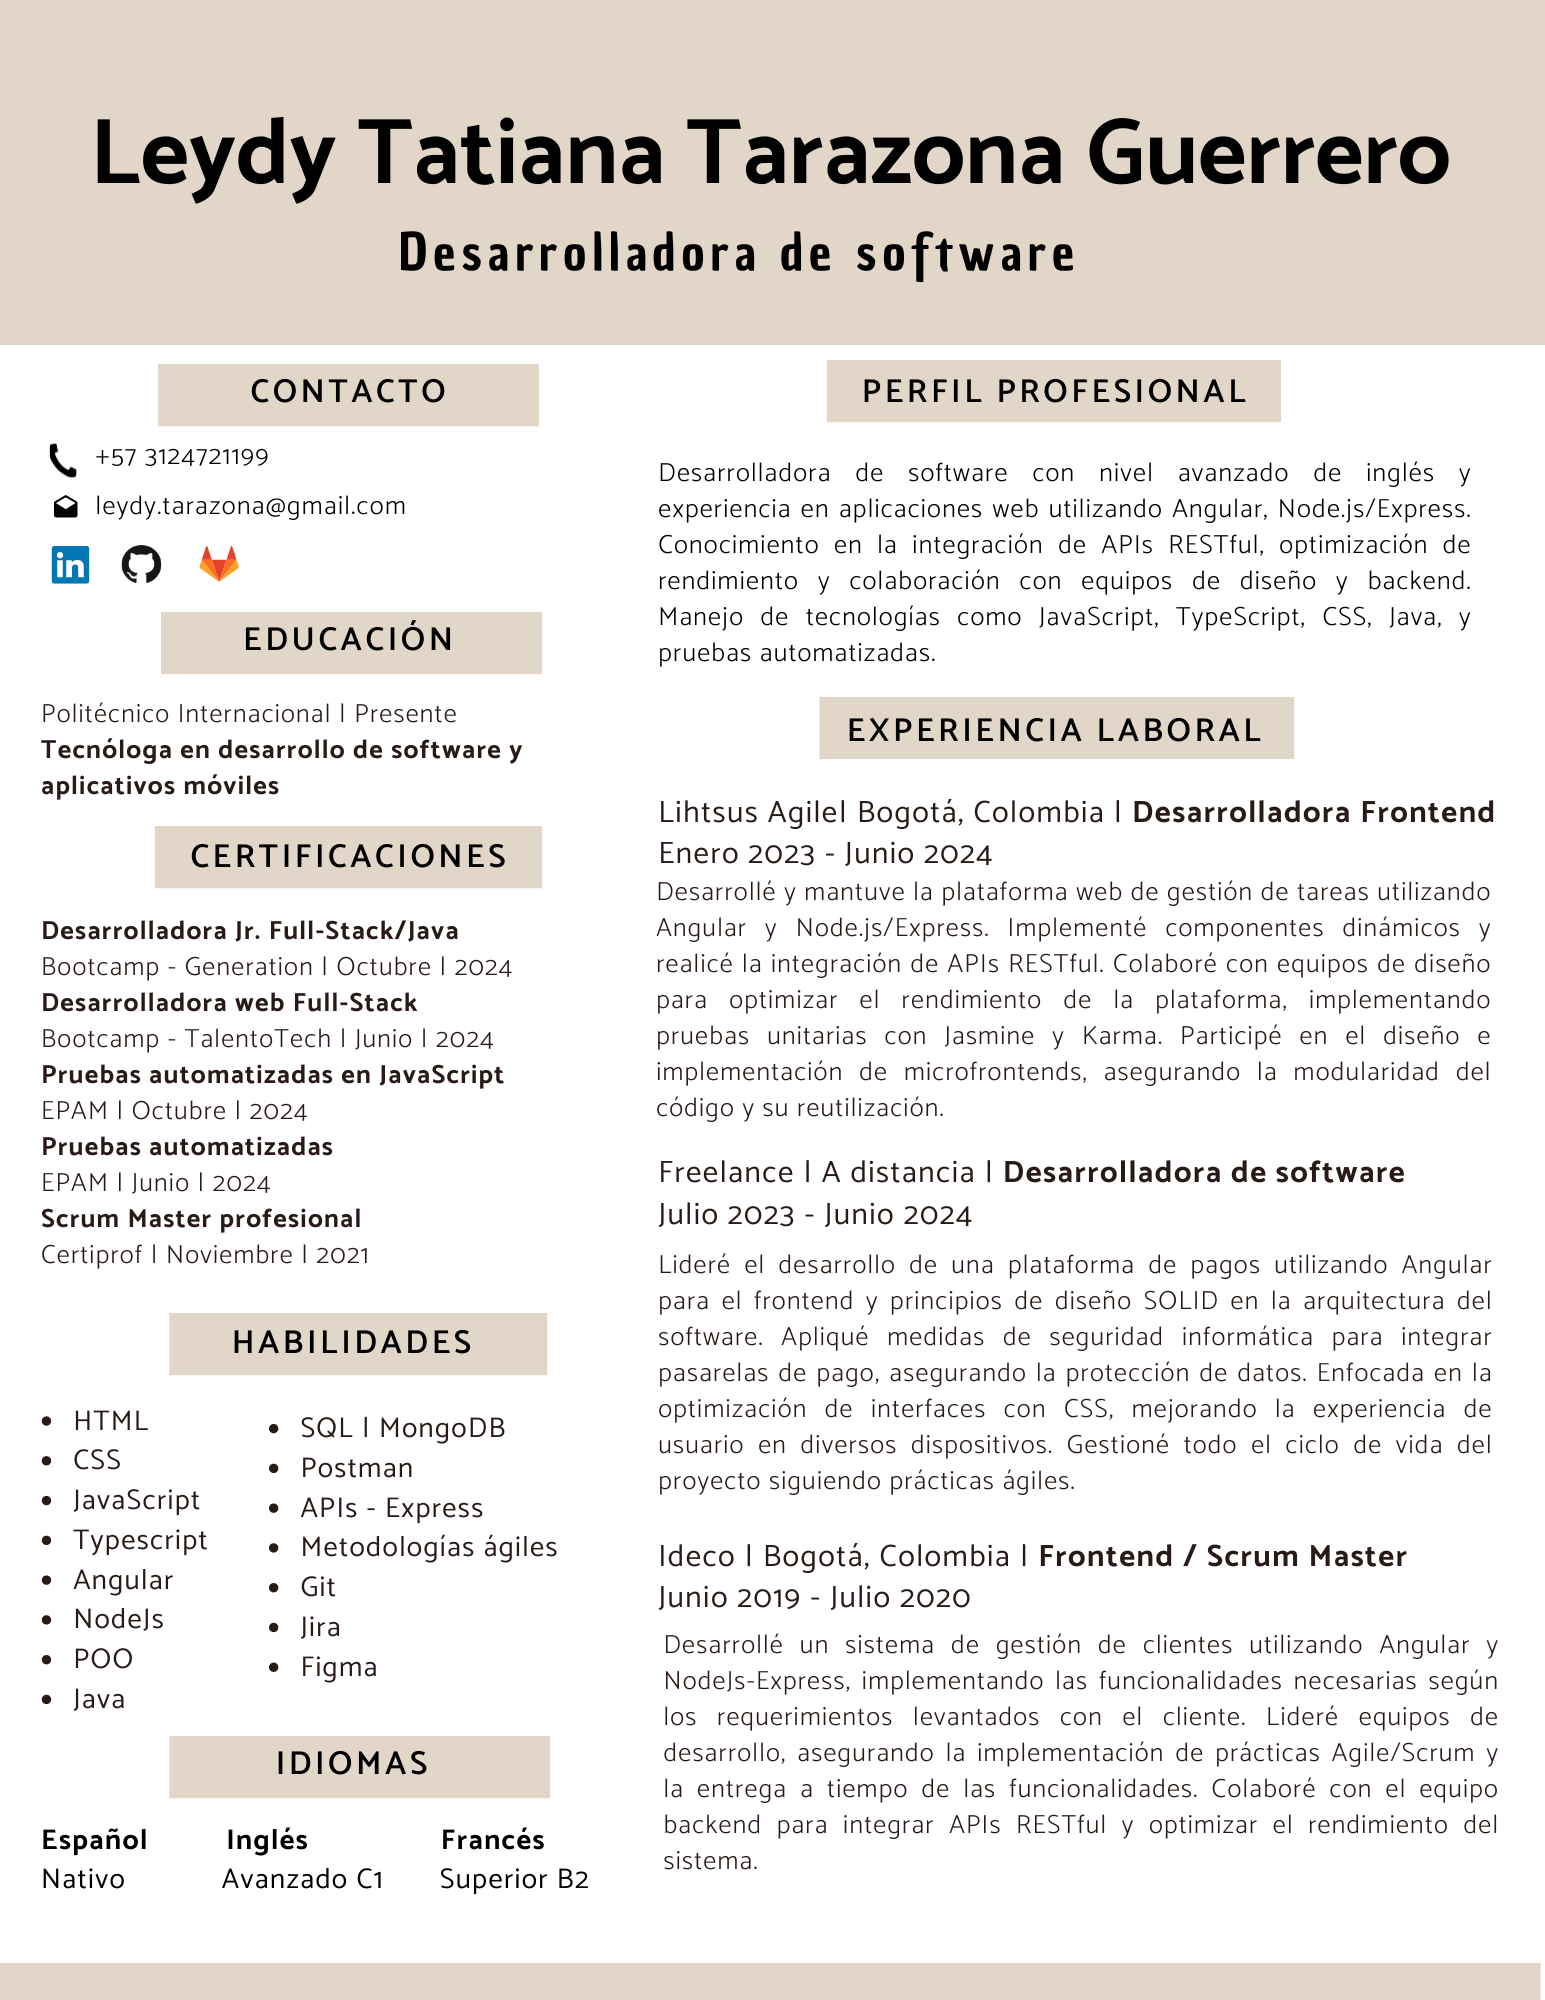 Leydy Tatiana Tarazona Guerrero
Desarrolladora de software
CONTACTO
+57 3124721199
leydy.tarazona@gmail.com
in
EDUCACIÓN
Politécnico Internacional | Presente
Tecnóloga en desarrollo de software y
aplicativos móviles
CERTIFICACIONES
Desarrolladora Jr. Full-Stack/Java
Bootcamp - Generation | Octubre | 2024
Desarrolladora web Full-Stack
Bootcamp - TalentoTech | Junio | 2024
Pruebas automatizadas en JavaScript
EPAM | Octubre | 2024
Pruebas automatizadas
EPAM | Junio | 2024
Scrum Master profesional
Certiprof | Noviembre | 2021
HABILIDADES
• HTML
• CSS
• JavaScript
• Typescript
• Angular
• NodeJs
• POO
• Java
• SQL | MongoDB
• Postman
• APIs - Express
• Metodologías ágiles
• Git
• Jira
• Figma
IDIOMAS
Español Inglés Francés
Nativo Avanzado C1 Superior B2
PERFIL PROFESIONAL
Desarrolladora de software con nivel avanzado de inglés y
experiencia en aplicaciones web utilizando Angular, Node.js/Express.
Conocimiento en la integración de APIs RESTful, optimización de
rendimiento y colaboración con equipos de diseño y backend.
Manejo de tecnologías como JavaScript, TypeScript, CSS, Java, y
pruebas automatizadas.
EXPERIENCIA LABORAL
Lihtsus Agile| Bogotá, Colombia | Desarrolladora Frontend
Enero 2023 - Junio 2024
Desarrollé y mantuve la plataforma web de gestión de tareas utilizando
Angular y Node.js/Express. Implementé componentes dinámicos y
realicé la integración de APIs RESTful. Colaboré con equipos de diseño
para optimizar el rendimiento de la plataforma, implementando
pruebas unitarias con Jasmine y Karma. Participé en el diseño e
implementación de microfrontends, asegurando la modularidad del
código y su reutilización.
Freelance | A distancia | Desarrolladora de software
Julio 2023 - Junio 2024
Lideré el desarrollo de una plataforma de pagos utilizando Angular
para el frontend y principios de diseño SOLID en la arquitectura del
software. Apliqué medidas de seguridad informática para integrar
pasarelas de pago, asegurando la protección de datos. Enfocada en la
optimización de interfaces con CSS, mejorando la experiencia de
usuario en diversos dispositivos. Gestioné todo el ciclo de vida del
proyecto siguiendo prácticas ágiles.
Ideco | Bogotá, Colombia | Frontend / Scrum Master
Junio 2019 - Julio 2020
Desarrollé un sistema de gestión de clientes utilizando Angular y
NodeJs-Express, implementando las funcionalidades necesarias según
los requerimientos levantados con el cliente. Lideré equipos de
desarrollo, asegurando la implementación de prácticas Agile/Scrum y
la entrega a tiempo de las funcionalidades. Colaboré con el equipo
backend para integrar APIs RESTful y optimizar el rendimiento del
sistema.